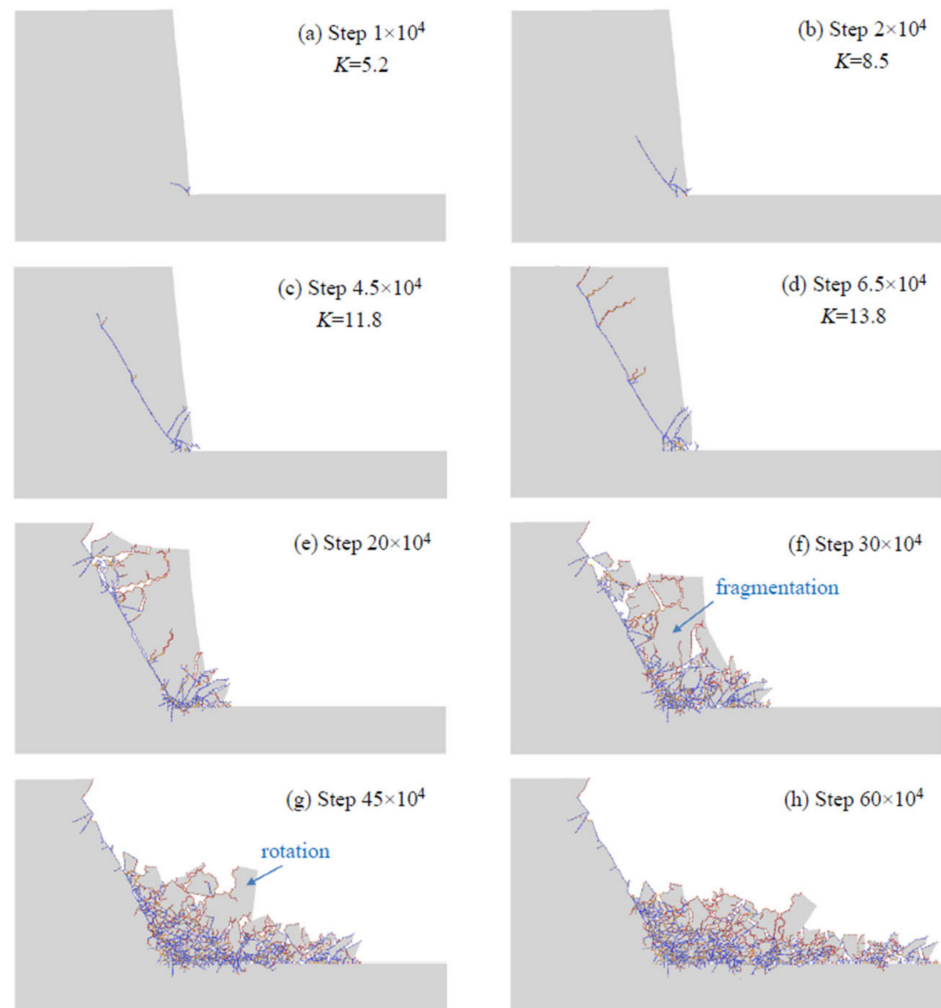 (a) Step 1×10⁴
K=5.2
(b) Step 2×10⁴
K=8.5
(c) Step 4.5×10⁴
K=11.8
(d) Step 6.5×10⁴
K=13.8
(e) Step 20×10⁴
(f) Step 30×10⁴
fragmentation
(g) Step 45×10⁴
rotation
(h) Step 60×10⁴